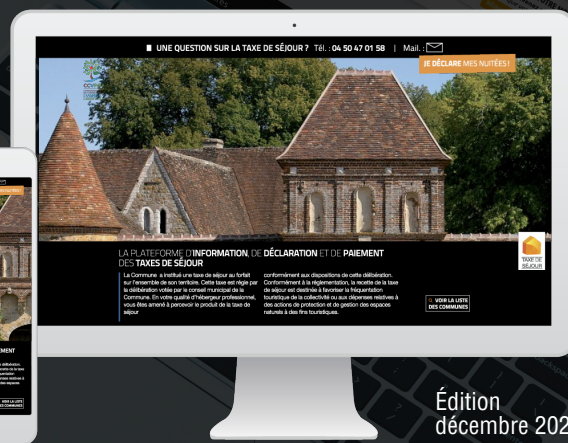 UNE QUESTION SUR LA TAXE DE SÉJOUR ? Tél. : 04 50 47 01 58 | Mail. :
JE DÉCLARE MES NUITÉES !
LA PLATEFORME D'INFORMATION, DE DÉCLARATION ET DE PAIEMENT
DES TAXES DE SÉJOUR
La Commune a institué une taxe de séjour au forfait
sur l'ensemble de son territoire. Cette taxe est régie par
la délibération votée par le conseil municipal de la
Commune. En votre qualité d'hébergeur professionnel,
vous êtes amené à percevoir le produit de la taxe de
séjour
conformément aux dispositions de cette délibération.
Conformément à la réglementation, la recette de la taxe
de séjour est destinée à favoriser la fréquentation
touristique de la collectivité ou aux dépenses relatives à
des actions de protection et de gestion des espaces
naturels à des fins touristiques.
TAXE DE
SÉJOUR
VOIR LA LISTE
DES COMMUNES
VOIR LA LISTE
DES COMMUNES
Édition
décembre 202